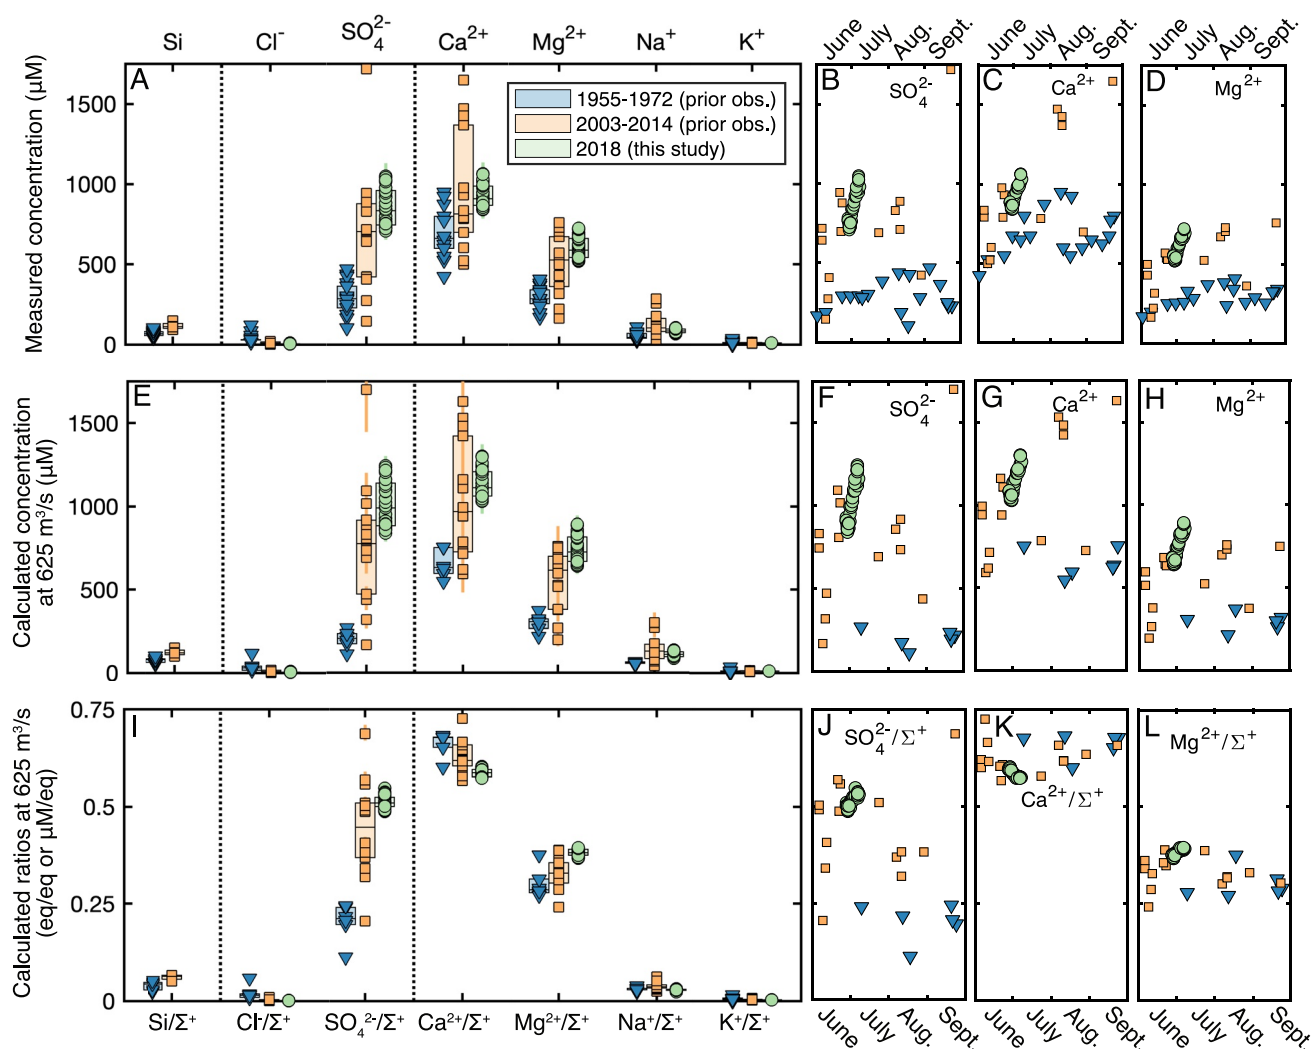 Si Cl⁻ SO₄²⁻ Ca²⁺ Mg²⁺ Na⁺ K⁺
June July Aug. Sept. June July Aug. Sept. June July Aug. Sept.
Measured concentration (μM)
1500
1000
500
0
A
1955-1972 (prior obs.)
2003-2014 (prior obs.)
2018 (this study)
B SO₄²⁻
C Ca²⁺
D Mg²⁺
Calculated concentration
at 625 m³/s (μM)
1500
1000
500
0
E
F SO₄²⁻
G Ca²⁺
H Mg²⁺
Calculated ratios at 625 m³/s
(eq/eq or μM/eq)
0.75
0.5
0.25
0
I
J SO₄²⁻/Σ⁺
K Ca²⁺/Σ⁺
L Mg²⁺/Σ⁺
Si/Σ⁺ Cl⁻/Σ⁺ SO₄²⁻/Σ⁺ Ca²⁺/Σ⁺ Mg²⁺/Σ⁺ Na⁺/Σ⁺ K⁺/Σ⁺
June July Aug. Sept. June July Aug. Sept. June July Aug. Sept.